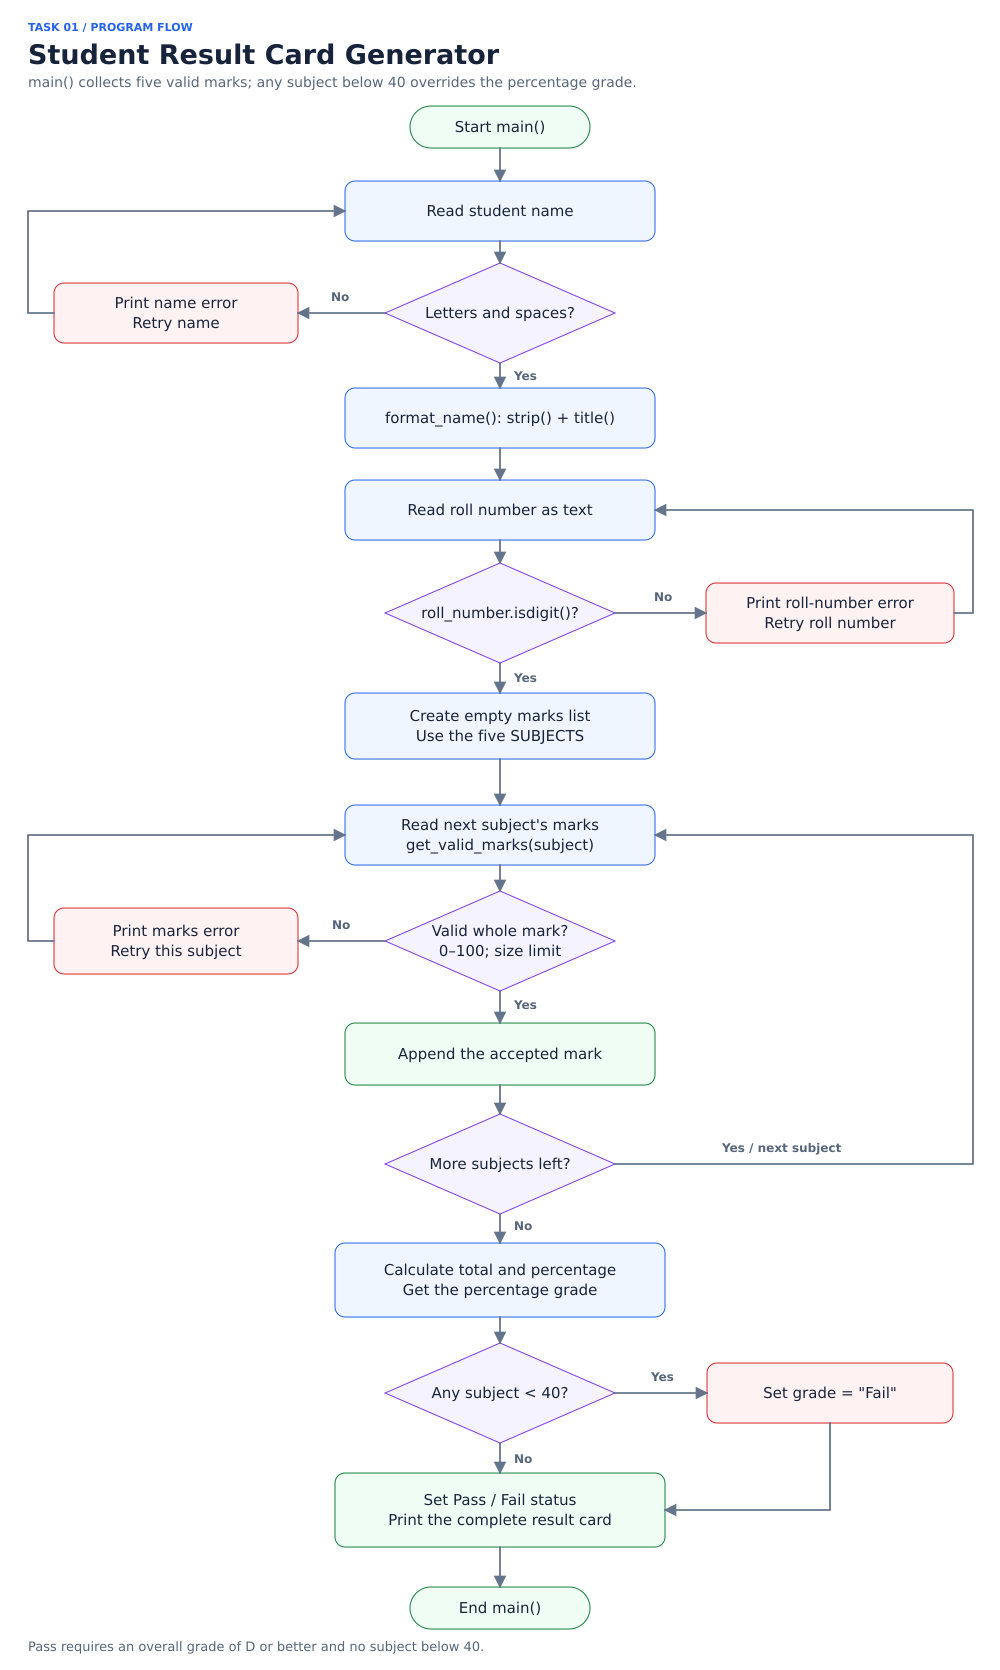 TASK 01 / PROGRAM FLOW
Student Result Card Generator
main() collects five valid marks; any subject below 40 overrides the percentage grade.
Start main()
Read student name
Letters and spaces?
No
Print name error
Retry name
Yes
format_name(): strip() + title()
Read roll number as text
roll_number.isdigit()?
No
Print roll-number error
Retry roll number
Yes
Create empty marks list
Use the five SUBJECTS
Read next subject's marks
get_valid_marks(subject)
Valid whole mark?
0–100; size limit
No
Print marks error
Retry this subject
Yes
Append the accepted mark
More subjects left?
Yes / next subject
No
Calculate total and percentage
Get the percentage grade
Any subject < 40?
Yes
Set grade = "Fail"
No
Set Pass / Fail status
Print the complete result card
End main()
Pass requires an overall grade of D or better and no subject below 40.